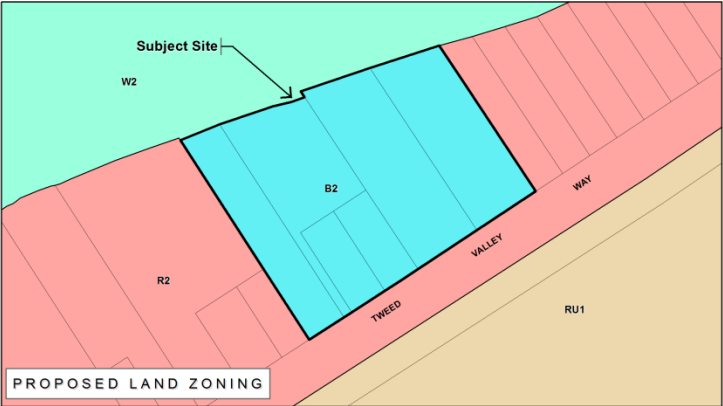 Subject Site
W2
B2
WAY
VALLEY
R2
TWEED
RU1
PROPOSED LAND ZONING